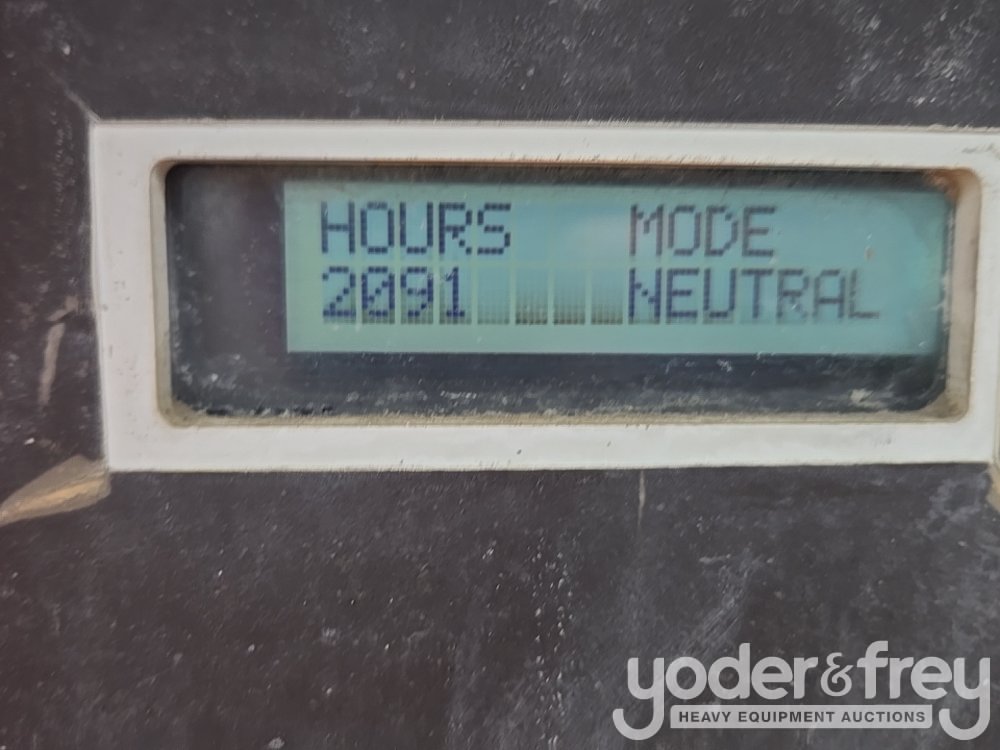 HOURS MODE
2091 NEUTRAL
yoder&frey
HEAVY EQUIPMENT AUCTIONS